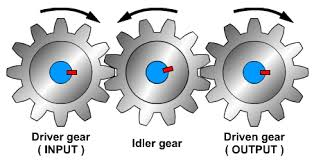 Driver gear
( INPUT )
Idler gear
Driven gear
( OUTPUT )